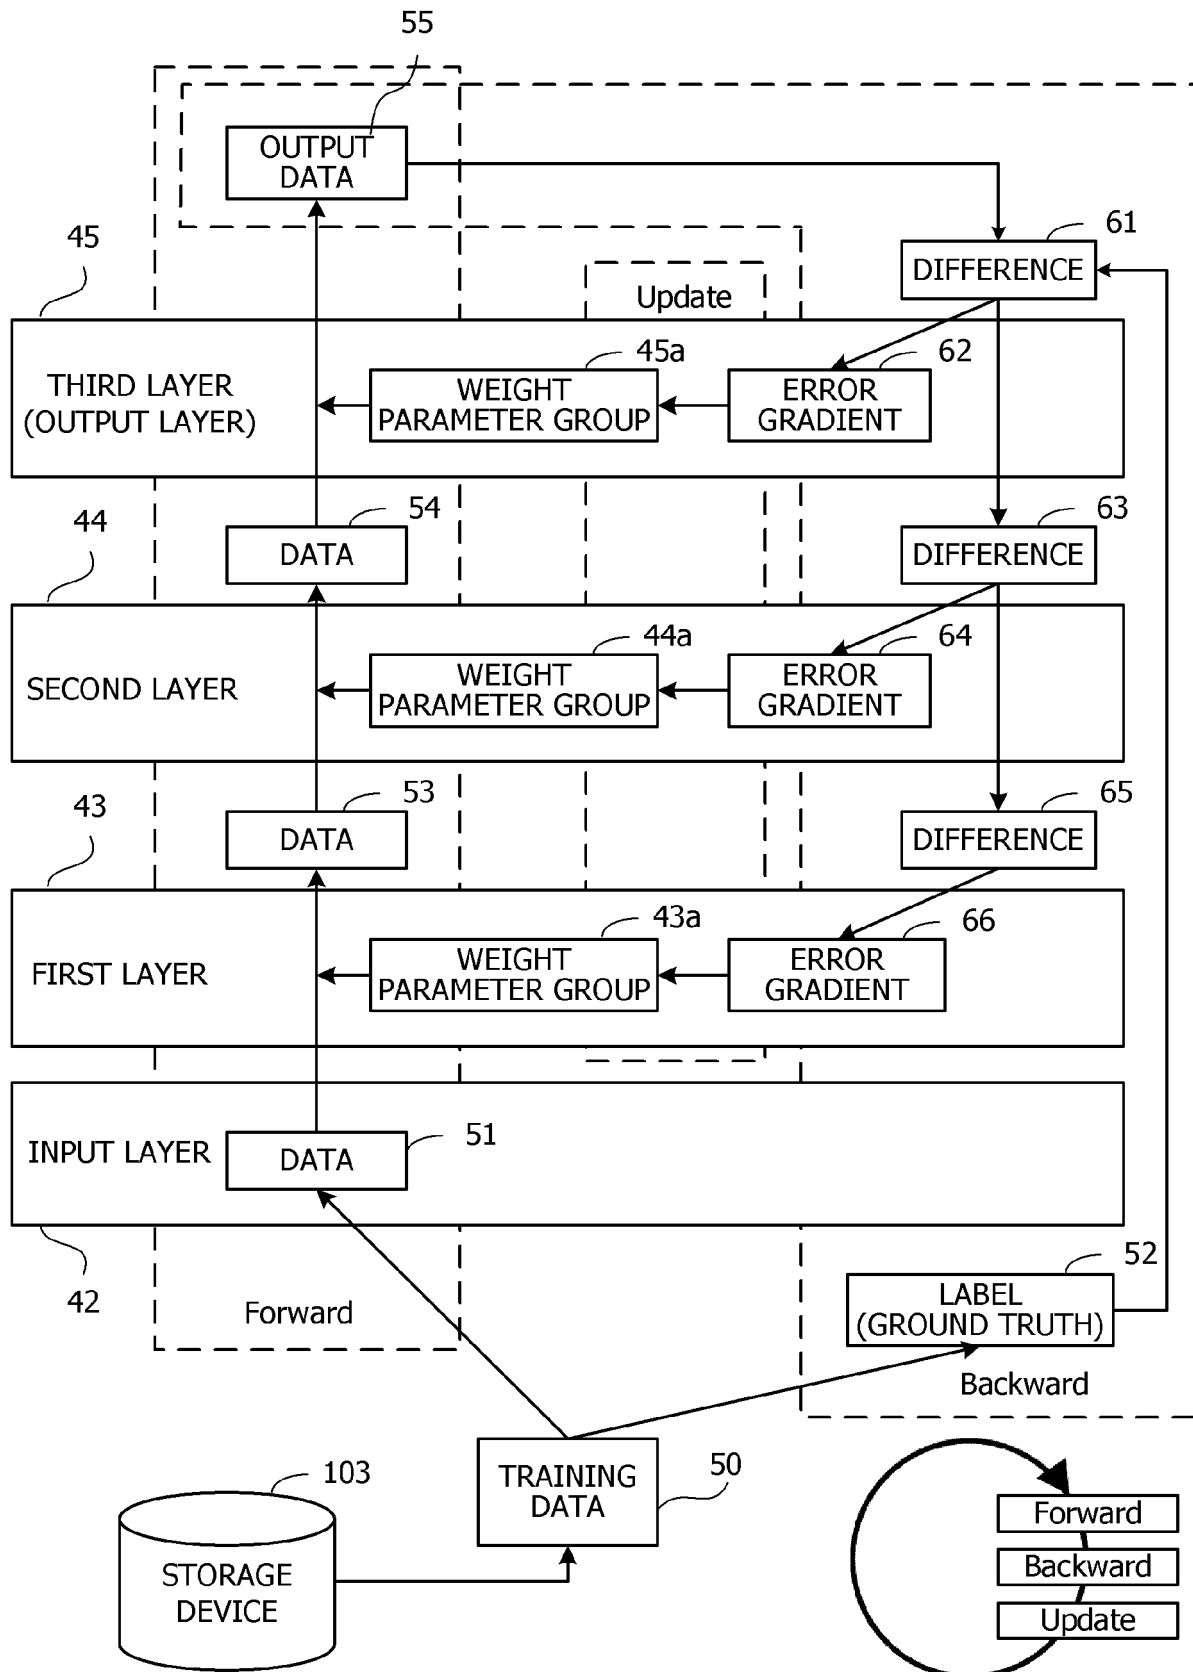 55
OUTPUT
DATA
45
61
DIFFERENCE
Update
THIRD LAYER
(OUTPUT LAYER)
45a
WEIGHT
PARAMETER GROUP
62
ERROR
GRADIENT
44
54
DATA
63
DIFFERENCE
SECOND LAYER
44a
WEIGHT
PARAMETER GROUP
64
ERROR
GRADIENT
43
53
DATA
65
DIFFERENCE
FIRST LAYER
43a
WEIGHT
PARAMETER GROUP
66
ERROR
GRADIENT
INPUT LAYER
51
DATA
42
Forward
52
LABEL
(GROUND TRUTH)
Backward
103
STORAGE
DEVICE
50
TRAINING
DATA
Forward
Backward
Update